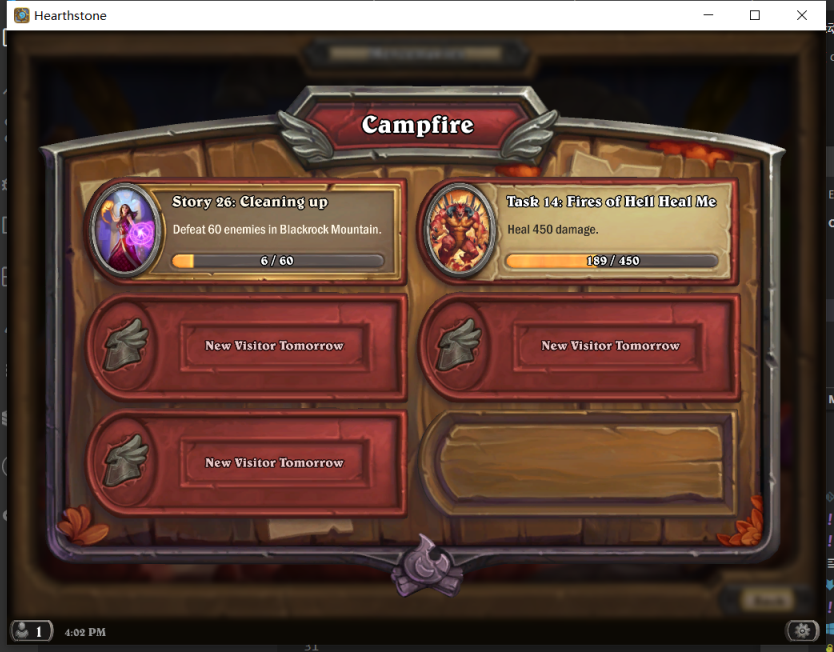 Hearthstone
Campfire
Story 26: Cleaning up
Defeat 60 enemies in Blackrock Mountain.
6 / 60
Task 14: Fires of Hell Heal Me
Heal 450 damage.
189 / 450
New Visitor Tomorrow
New Visitor Tomorrow
New Visitor Tomorrow
1
4:02 PM
31